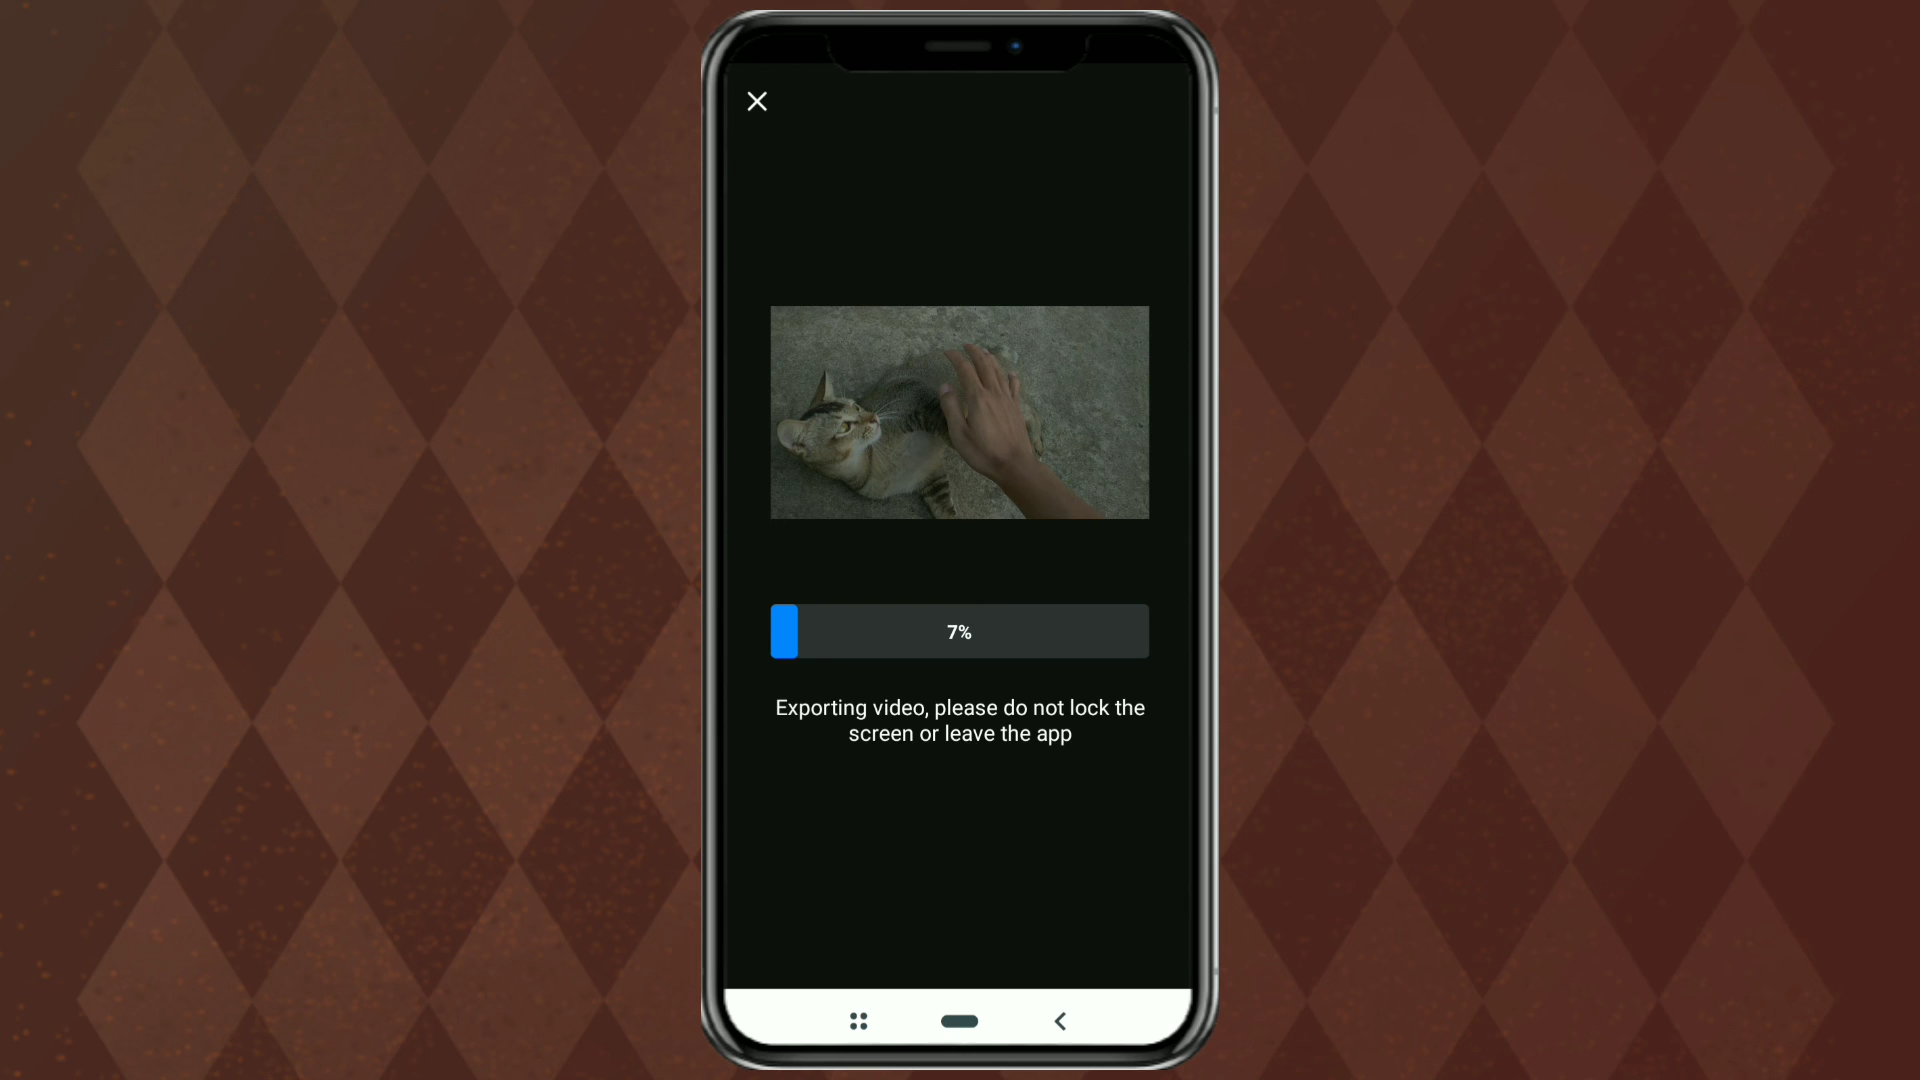 7%
Exporting video, please do not lock the
screen or leave the app